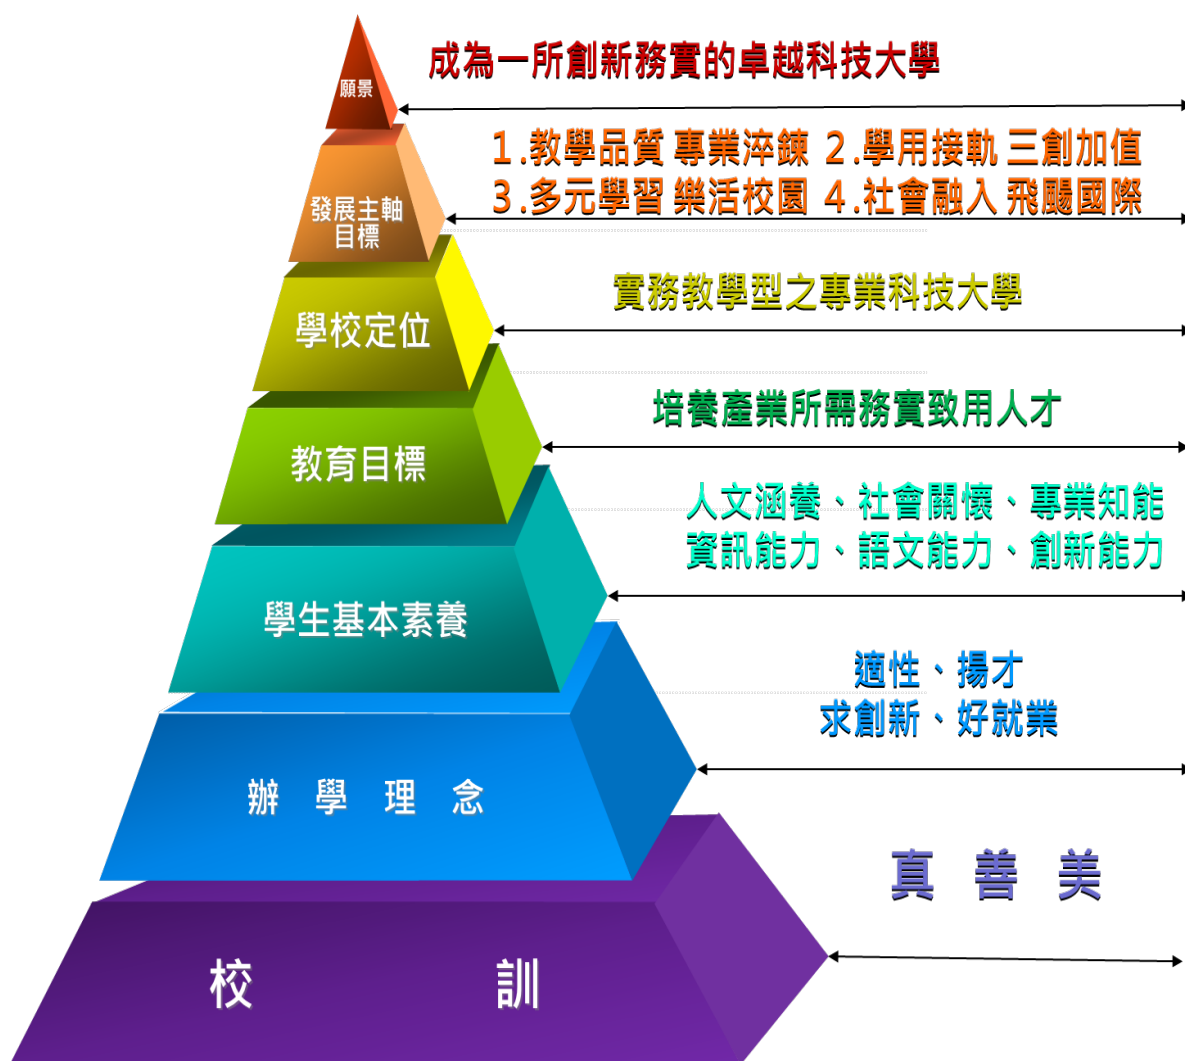 成為一所創新務實的卓越科技大學
願景
1.教學品質 專業淬鍊 2.學用接軌 三創加值
3.多元學習 樂活校園 4.社會融入 飛颺國際
發展主軸
目標
實務教學型之專業科技大學
學校定位
培養產業所需務實致用人才
教育目標
人文涵養、社會關懷、專業知能
資訊能力、語文能力、創新能力
學生基本素養
適性、揚才
求創新、好就業
辦 學 理 念
真 善 美
校 訓